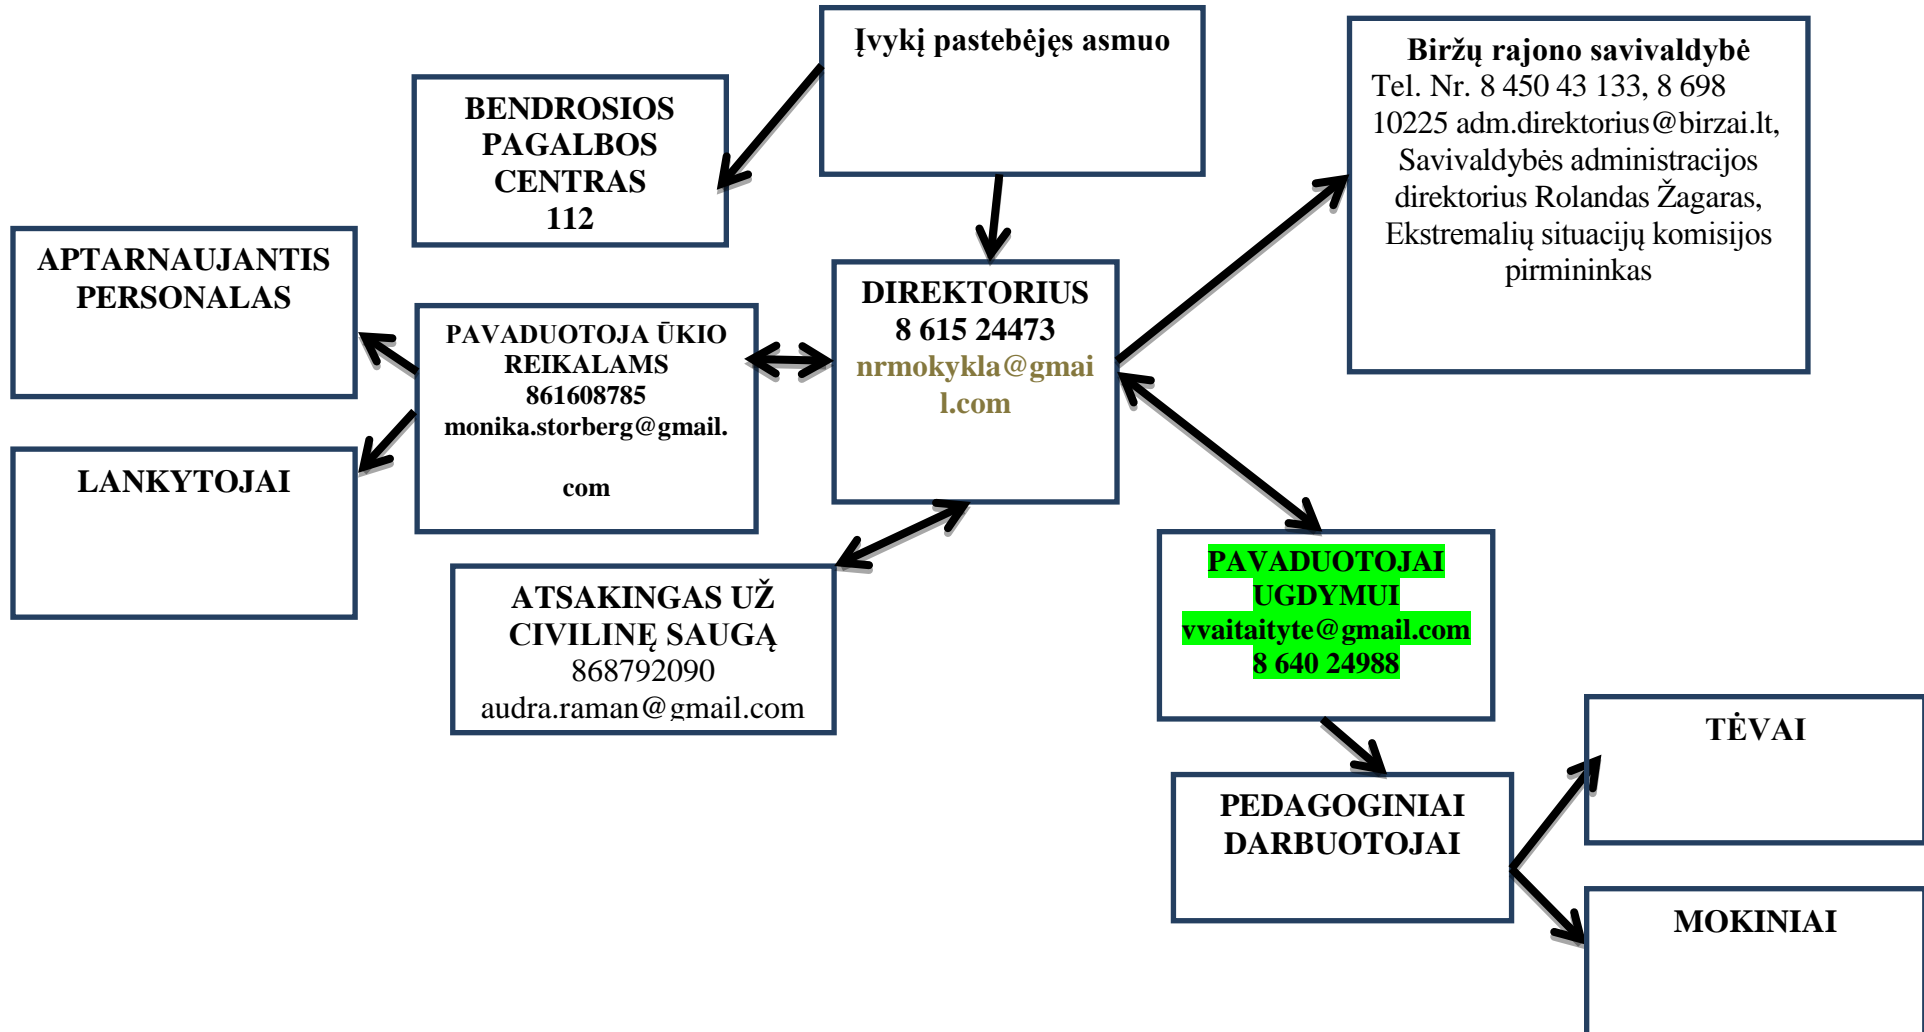 Įvykį pastebėjęs asmuo
Biržų rajono savivaldybė
Tel. Nr. 8 450 43 133, 8 698
10225 adm.direktorius@birzai.lt,
Savivaldybės administracijos
direktorius Rolandas Žagaras,
Ekstremalių situacijų komisijos
pirmininkas
BENDROSIOS
PAGALBOS
CENTRAS
112
APTARNAUJANTIS
PERSONALAS
PAVADUOTOJA ŪKIO
REIKALAMS
861608785
monika.storberg@gmail.
com
DIREKTORIUS
8 615 24473
nrmokykla@gmai
l.com
LANKYTOJAI
ATSAKINGAS UŽ
CIVILINĘ SAUGĄ
868792090
audra.raman@gmail.com
PAVADUOTOJAI
UGDYMUI
vvaitaityte@gmail.com
8 640 24988
PEDAGOGINIAI
DARBUOTOJAI
TĖVAI
MOKINIAI